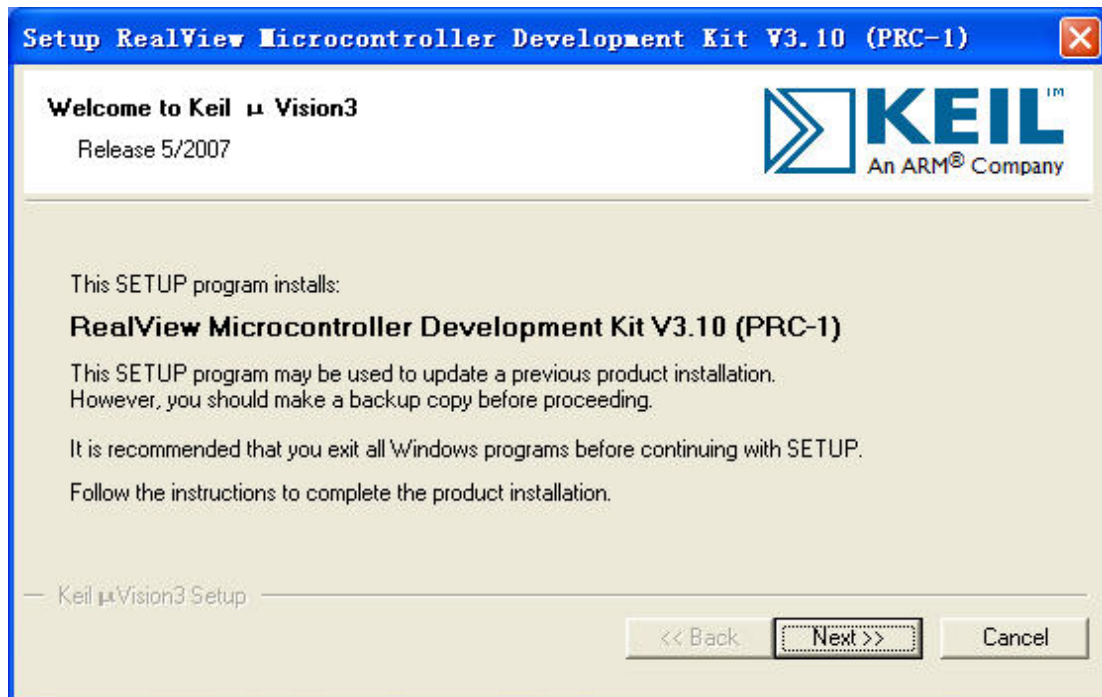 Setup RealView Microcontroller Development Kit V3.10 (PRC-1)
Welcome to Keil μ Vision3
Release 5/2007
KEIL™
An ARM® Company
This SETUP program installs:
RealView Microcontroller Development Kit V3.10 (PRC-1)
This SETUP program may be used to update a previous product installation.
However, you should make a backup copy before proceeding.
It is recommended that you exit all Windows programs before continuing with SETUP.
Follow the instructions to complete the product installation.
Keil μVision3 Setup
<< Back
Next >>
Cancel